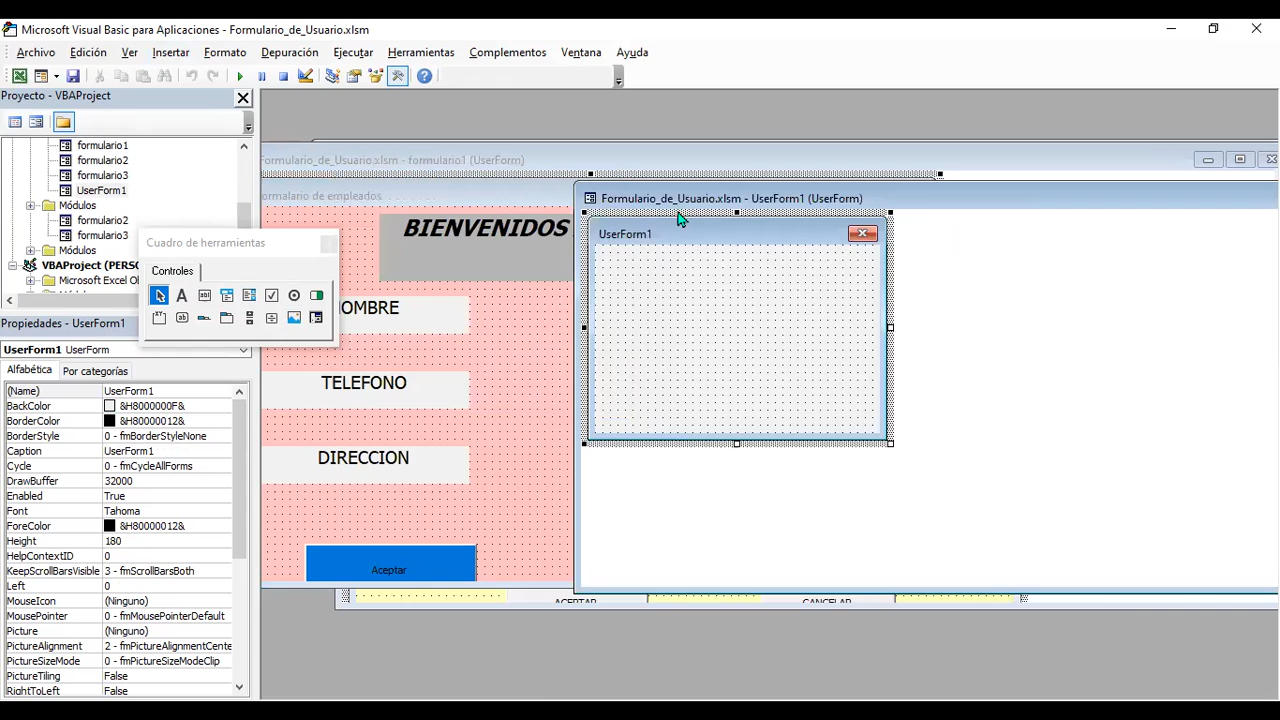 Microsoft Visual Basic para Aplicaciones - Formulario_de_Usuario.xlsm
Archivo Edición Ver Insertar Formato Depuración Ejecutar Herramientas Complementos Ventana Ayuda
Proyecto - VBAProject
formulario1
formulario2
formulario3
UserForm1
Módulos
formulario2
formulario3
Módulos
VBAProject (PERS
Microsoft Excel Ol
Cuadro de herramientas
Controles
Propiedades - UserForm1
UserForm1 UserForm
Alfabética Por categorías
(Name) UserForm1
BackColor &H8000000F&
BorderColor &H80000012&
BorderStyle 0 - fmBorderStyleNone
Caption UserForm1
Cycle 0 - fmCycleAllForms
DrawBuffer 32000
Enabled True
Font Tahoma
ForeColor &H80000012&
Height 180
HelpContextID 0
KeepScrollBarsVisible 3 - fmScrollBarsBoth
Left 0
MouseIcon (Ninguno)
MousePointer 0 - fmMousePointerDefault
Picture (Ninguno)
PictureAlignment 2 - fmPictureAlignmentCente
PictureSizeMode 0 - fmPictureSizeModeClip
PictureTiling False
RightToLeft False
Formulario_de_Usuario.xlsm - formulario1 (UserForm)
Formulario de empleados
BIENVENIDOS
OMBRE
TELEFONO
DIRECCION
Aceptar
Formulario_de_Usuario.xlsm - UserForm1 (UserForm)
UserForm1
ACEPTAR
CANCELAR